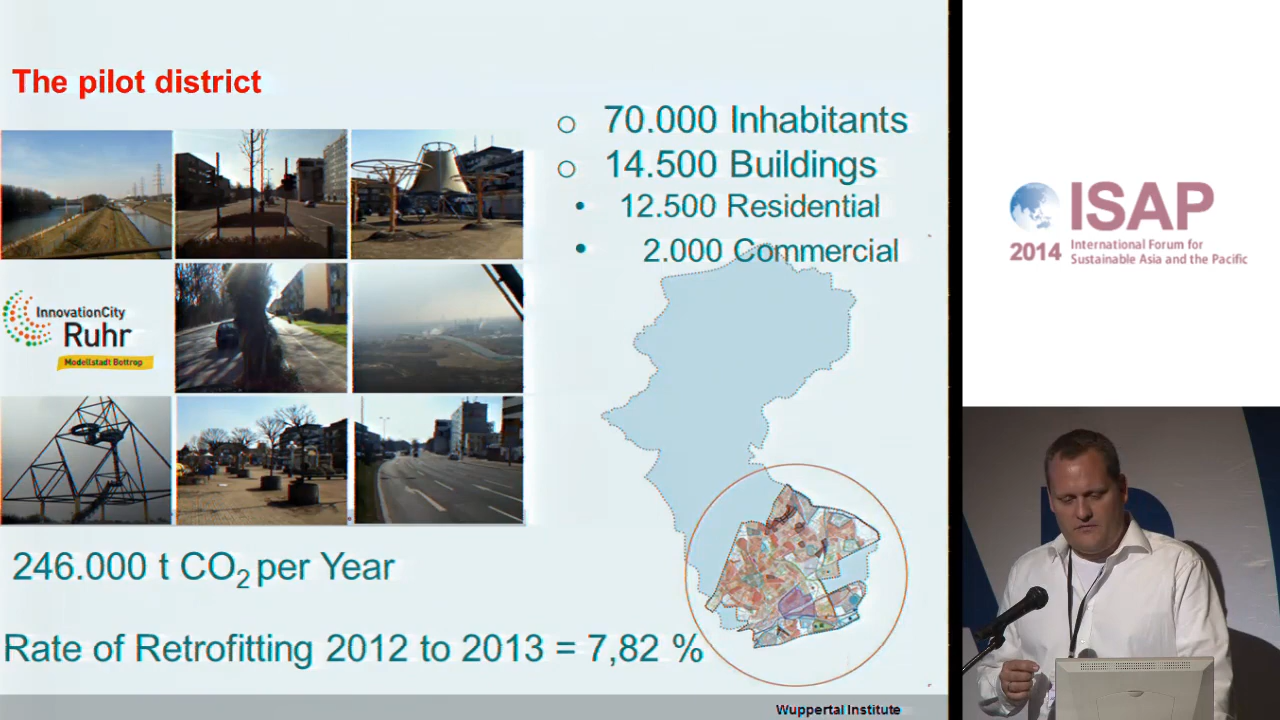 The pilot district
70.000 Inhabitants
14.500 Buildings
12.500 Residential
2.000 Commercial
InnovationCity
Ruhr
Modellstadt Bottrop
246.000 t CO2 per Year
Rate of Retrofitting 2012 to 2013 = 7,82 %
Wuppertal Institute
ISAP
2014
International Forum for
Sustainable Asia and the Pacific